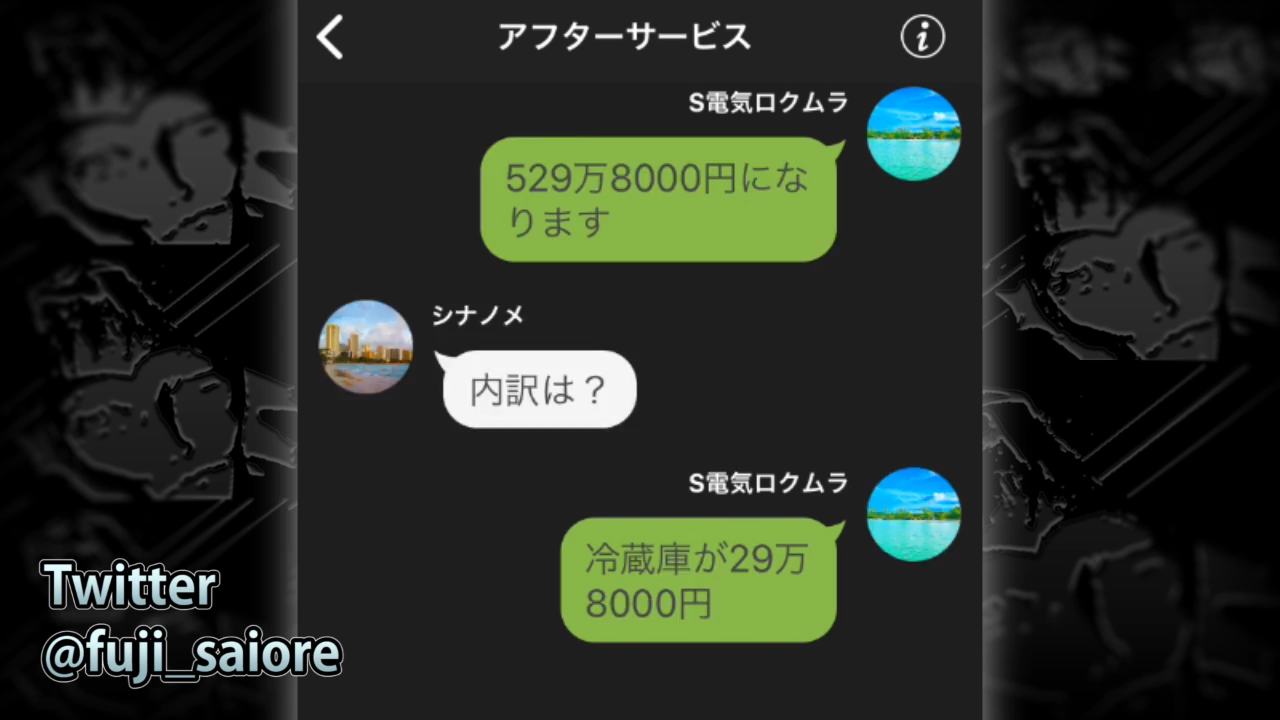 アフターサービス
S電気ロクムラ
529万8000円にな
ります
シナノメ
内訳は？
S電気ロクムラ
冷蔵庫が29万
8000円
Twitter
@fuji_saiore